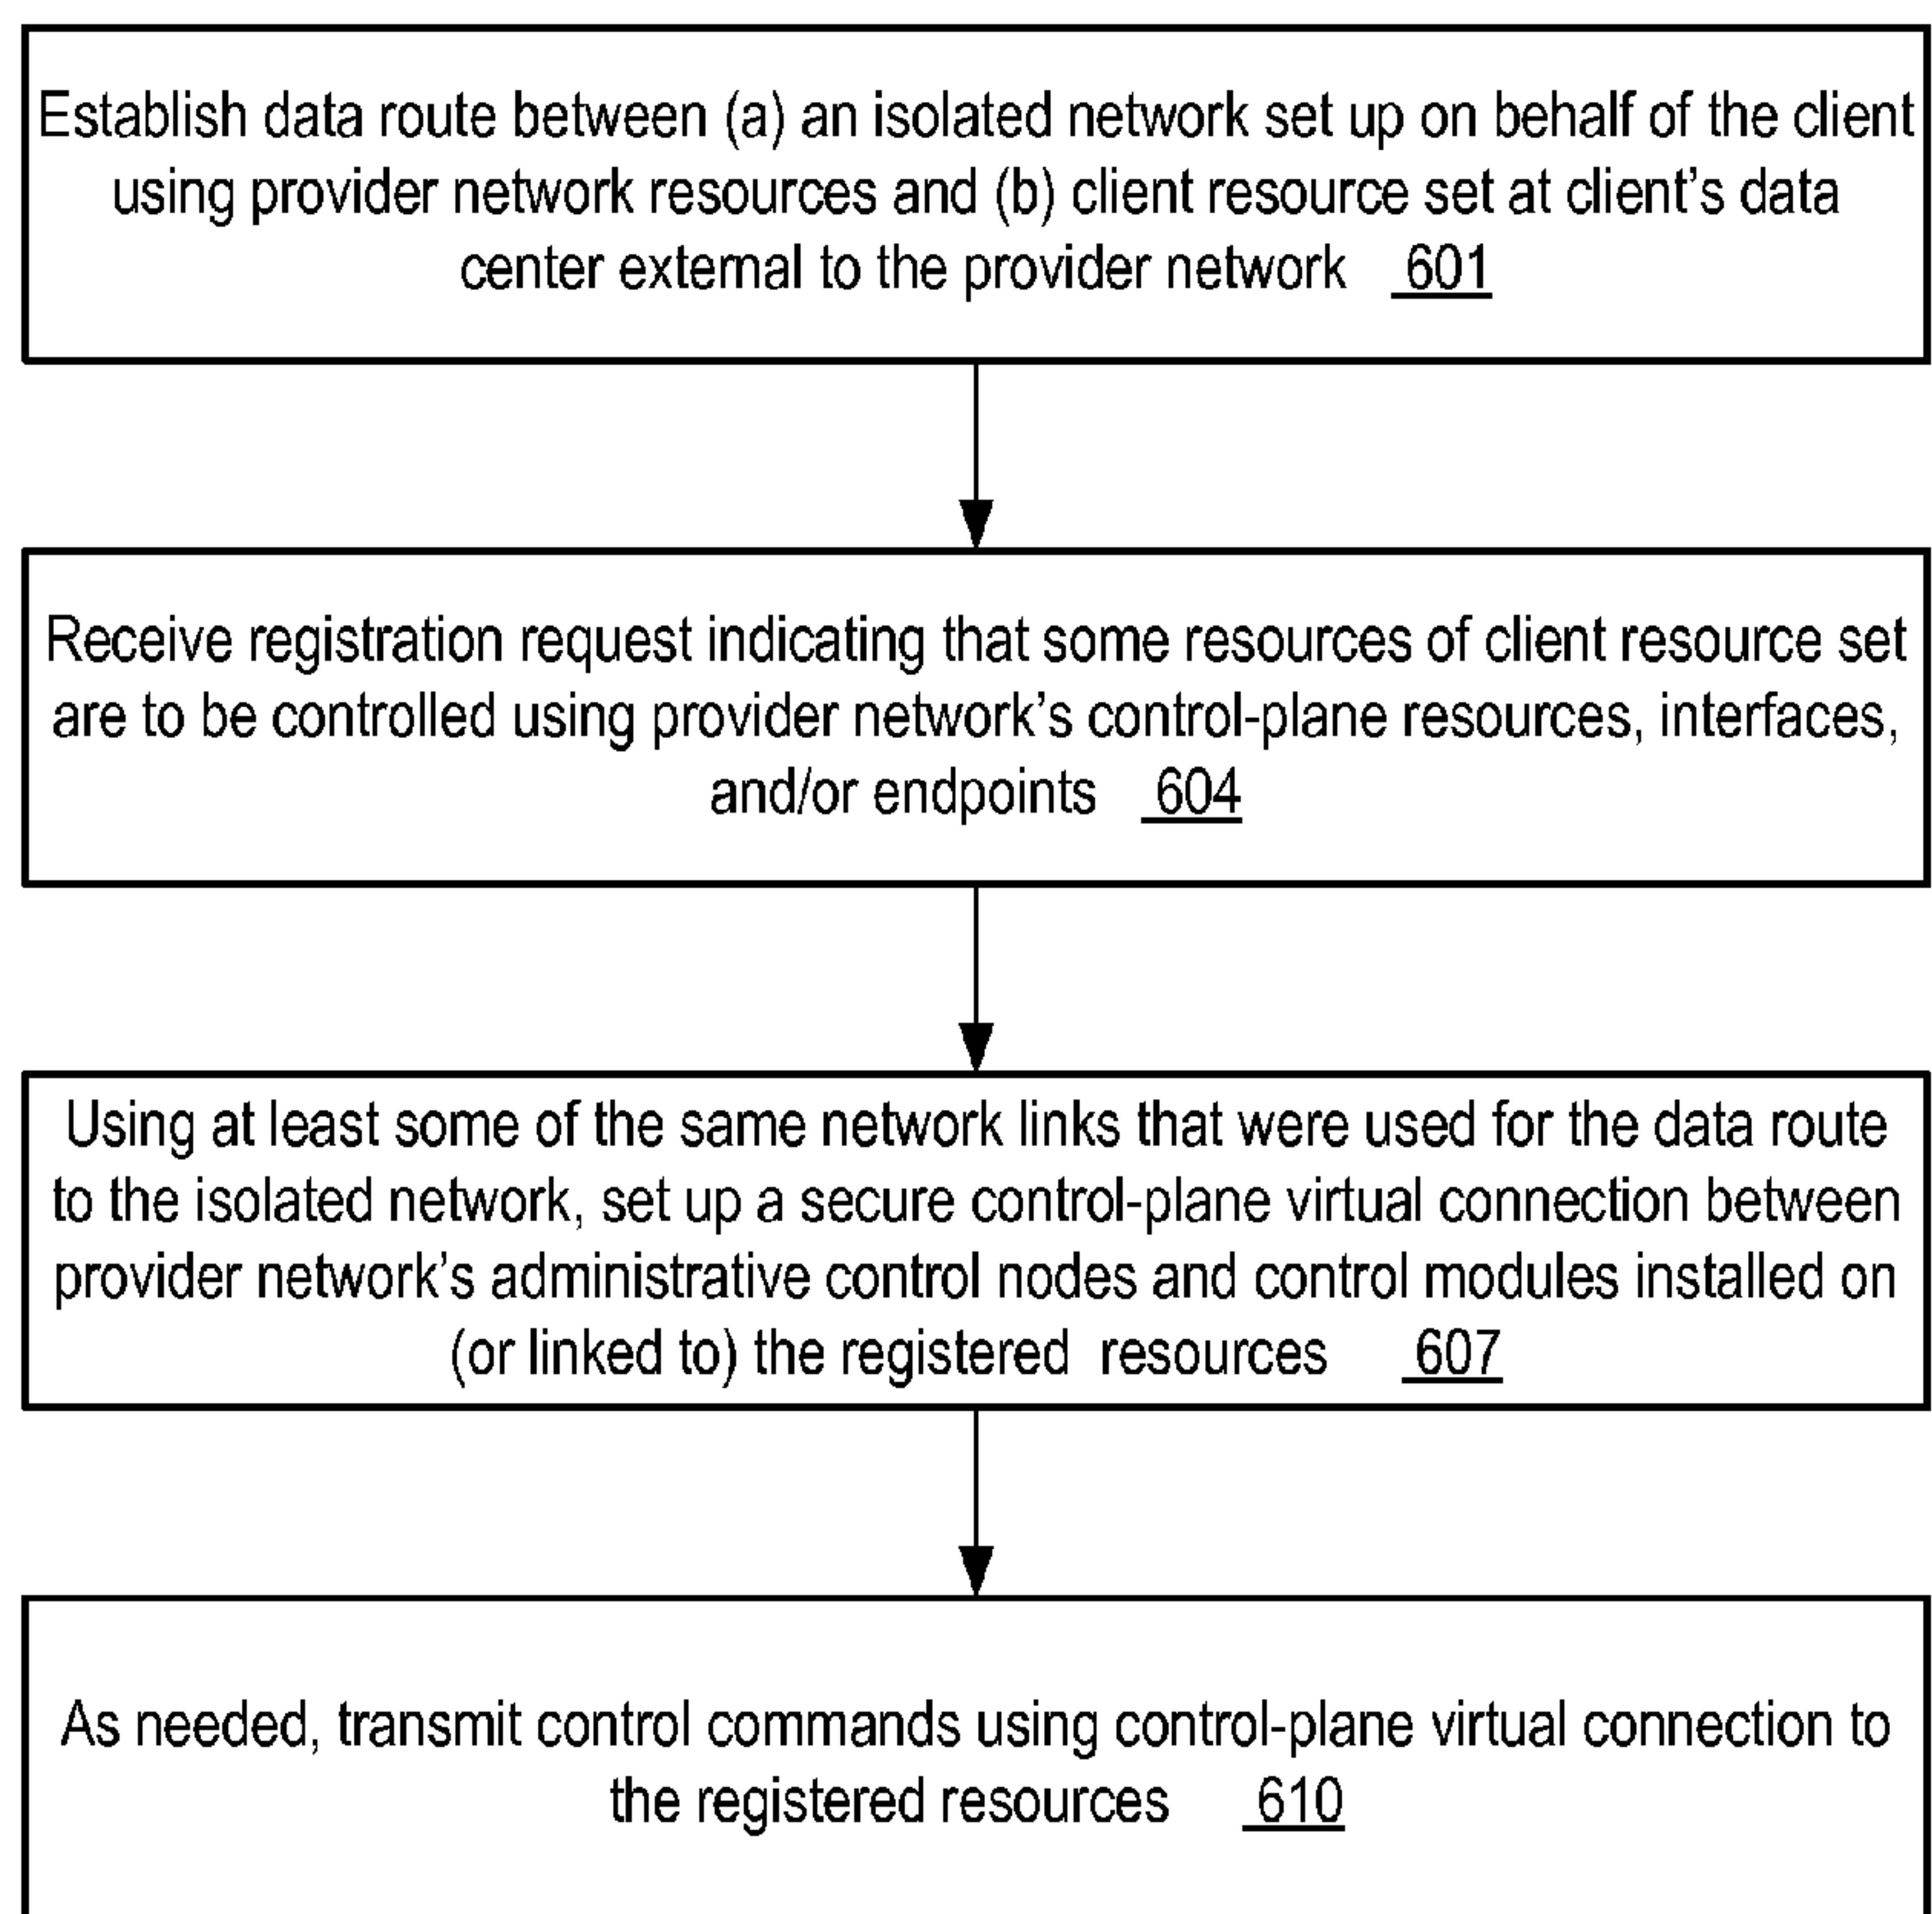 Establish data route between (a) an isolated network set up on behalf of the client
using provider network resources and (b) client resource set at client’s data
center external to the provider network 601
Receive registration request indicating that some resources of client resource set
are to be controlled using provider network’s control-plane resources, interfaces,
and/or endpoints 604
Using at least some of the same network links that were used for the data route
to the isolated network, set up a secure control-plane virtual connection between
provider network’s administrative control nodes and control modules installed on
(or linked to) the registered resources 607
As needed, transmit control commands using control-plane virtual connection to
the registered resources 610